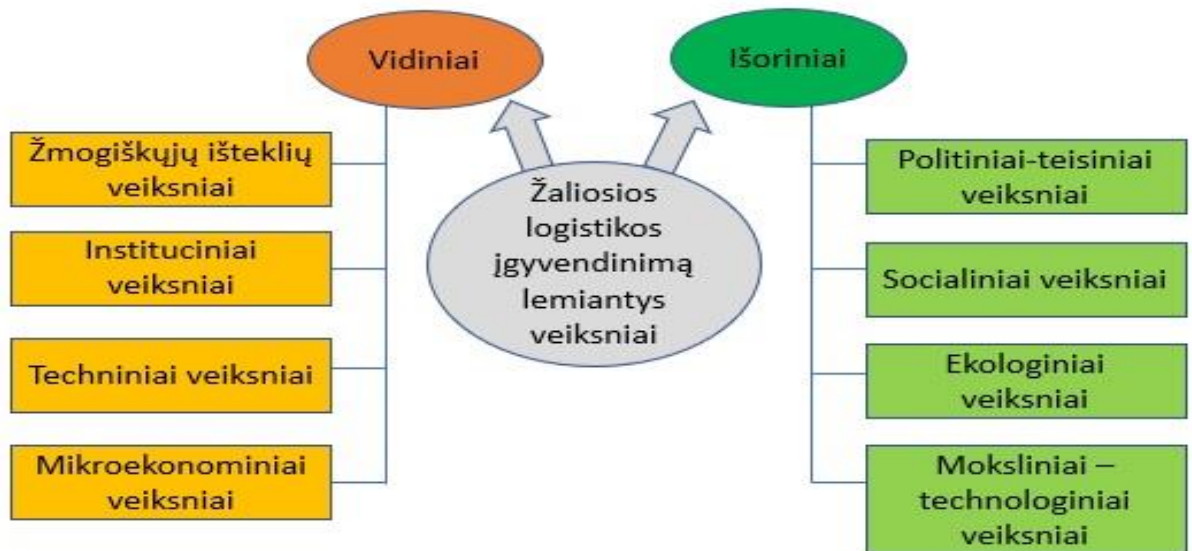 Vidiniai
Išoriniai
Žmogiškųjų išteklių
veiksniai
Instituciniai
veiksniai
Techniniai veiksniai
Mikroekonominiai
veiksniai
Žaliosios
logistikos
įgyvendinimą
lemiantys
veiksniai
Politiniai-teisiniai
veiksniai
Socialiniai veiksniai
Ekologiniai
veiksniai
Moksliniai –
technologiniai
veiksniai